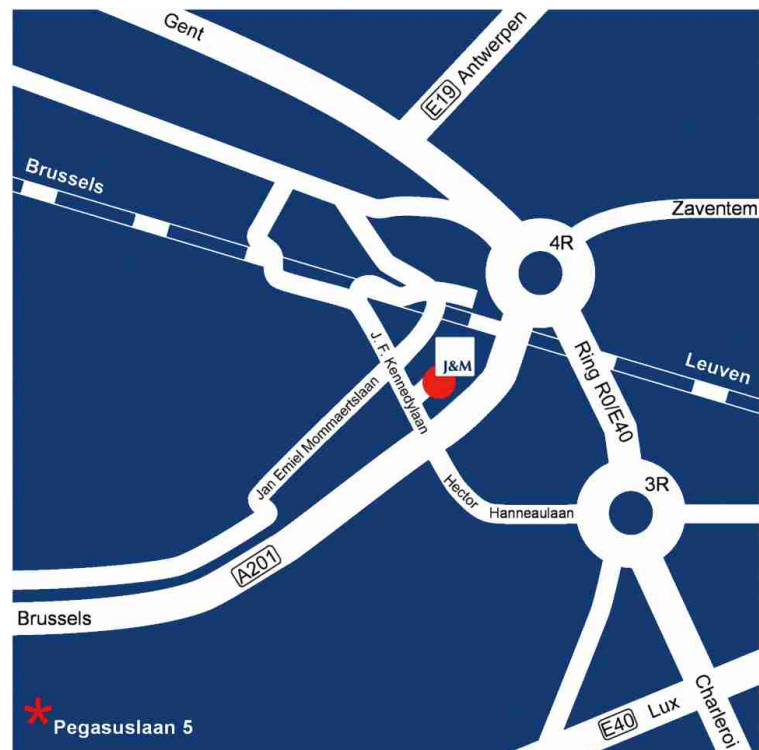 Gent
E19 Antwerpen
Brussels
Zaventem
4R
J&M
J. F. Kennedylaan
Ring R0/E40
Leuven
Jan Emiel Mommaertslaan
Hector
Hanneaulaan
3R
A201
Brussels
E40 Lux
Charleroi
* Pegasuslaan 5